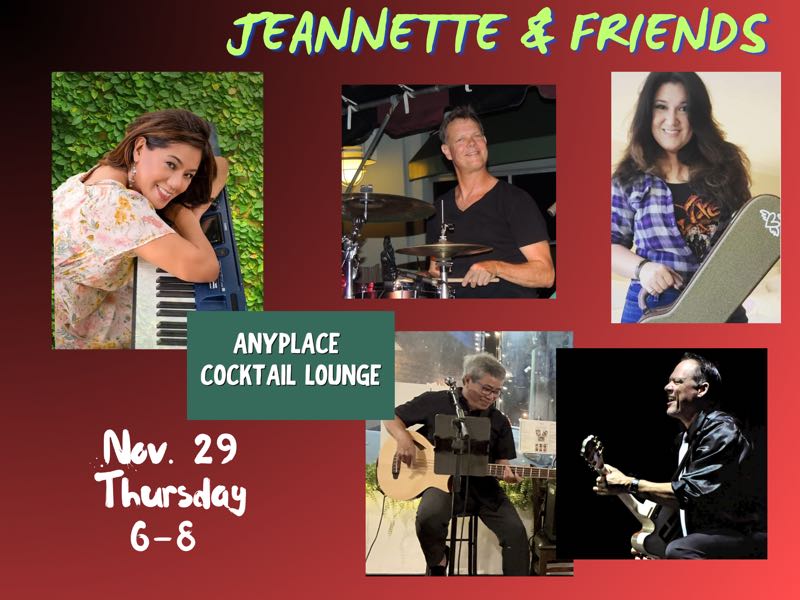 JEANNETTE & FRIENDS
ANYPLACE
COCKTAIL LOUNGE
Nov. 29
Thursday
6-8